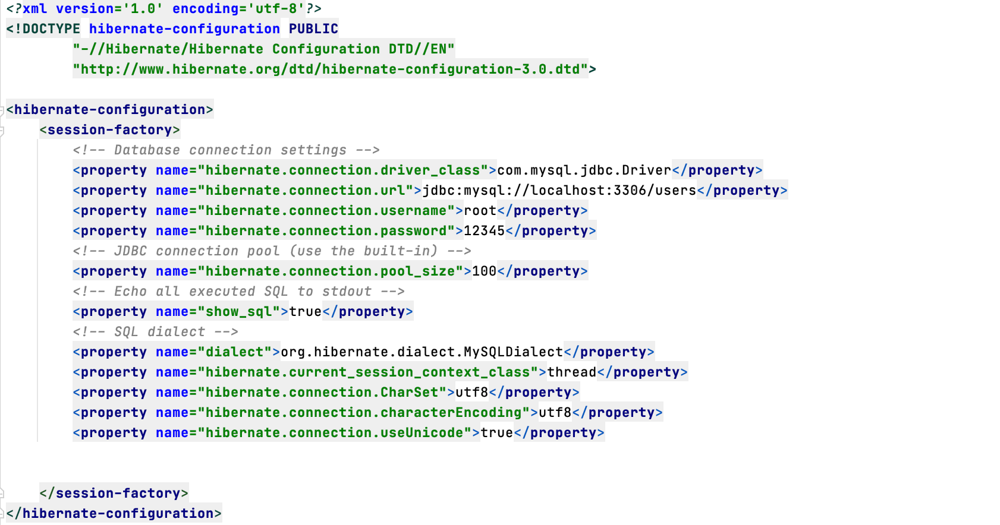 <?xml version='1.0' encoding='utf-8'?>
<!DOCTYPE hibernate-configuration PUBLIC
"-//Hibernate/Hibernate Configuration DTD//EN"
"http://www.hibernate.org/dtd/hibernate-configuration-3.0.dtd">
<hibernate-configuration>
<session-factory>
<!-- Database connection settings -->
<property name="hibernate.connection.driver_class">com.mysql.jdbc.Driver</property>
<property name="hibernate.connection.url">jdbc:mysql://localhost:3306/users</property>
<property name="hibernate.connection.username">root</property>
<property name="hibernate.connection.password">12345</property>
<!-- JDBC connection pool (use the built-in) -->
<property name="hibernate.connection.pool_size">100</property>
<!-- Echo all executed SQL to stdout -->
<property name="show_sql">true</property>
<!-- SQL dialect -->
<property name="dialect">org.hibernate.dialect.MySQLDialect</property>
<property name="hibernate.current_session_context_class">thread</property>
<property name="hibernate.connection.CharSet">utf8</property>
<property name="hibernate.connection.characterEncoding">utf8</property>
<property name="hibernate.connection.useUnicode">true</property>
</session-factory>
</hibernate-configuration>